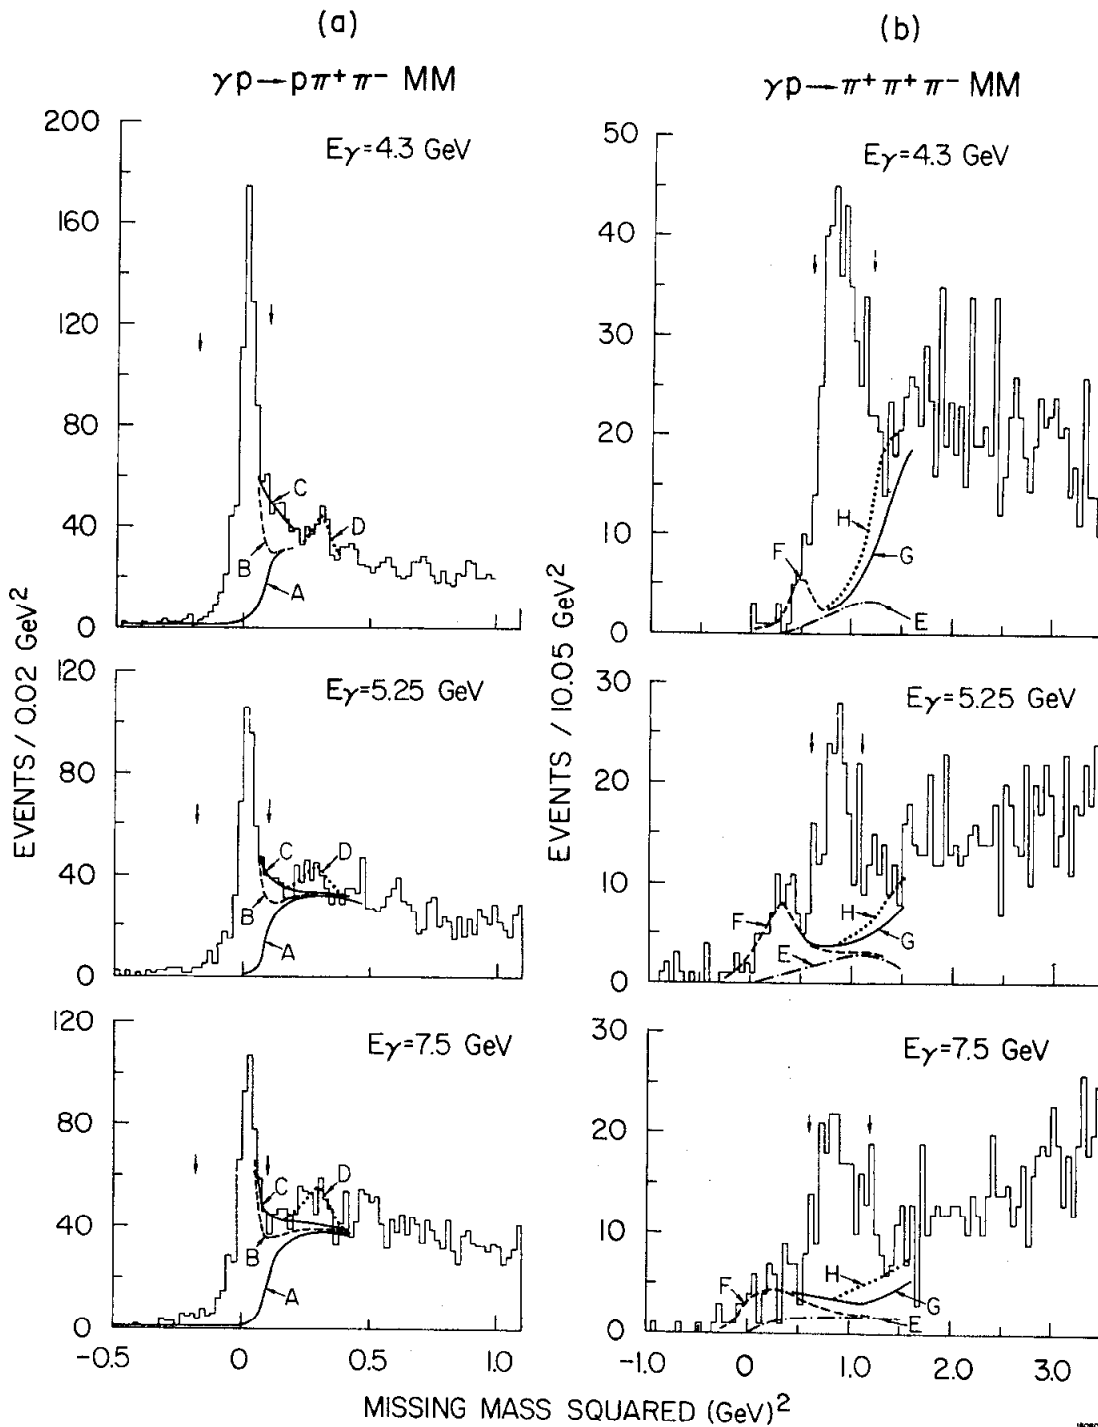 (a)
γp→pπ⁺π⁻ MM
(b)
γp→π⁺π⁺π⁻ MM
EVENTS / 0.02 GeV²
200
160
120
80
40
0
Eγ=4.3 GeV
C
D
B
A
120
80
40
0
Eγ=5.25 GeV
C
D
B
A
120
80
40
0
Eγ=7.5 GeV
C
D
B
A
-0.5 0 0.5 1.0
EVENTS / 10.05 GeV²
50
40
30
20
10
0
Eγ=4.3 GeV
H
F
G
E
30
20
10
0
Eγ=5.25 GeV
F
H
G
E
30
20
10
0
Eγ=7.5 GeV
H
F
G
E
-1.0 0 1.0 2.0 3.0
MISSING MASS SQUARED (GeV)²